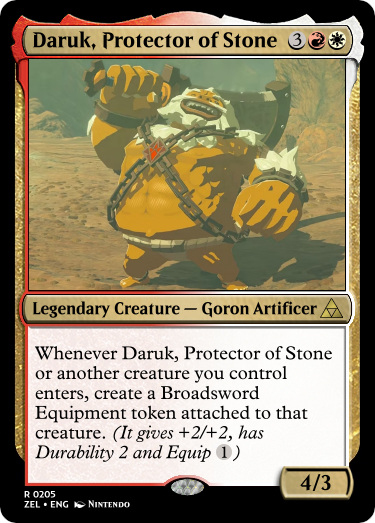 Daruk, Protector of Stone 3
Legendary Creature — Goron Artificer
Whenever Daruk, Protector of Stone
or another creature you control
enters, create a Broadsword
Equipment token attached to that
creature. (It gives +2/+2, has
Durability 2 and Equip 1)
4/3
R 0205
ZEL • ENG Nintendo